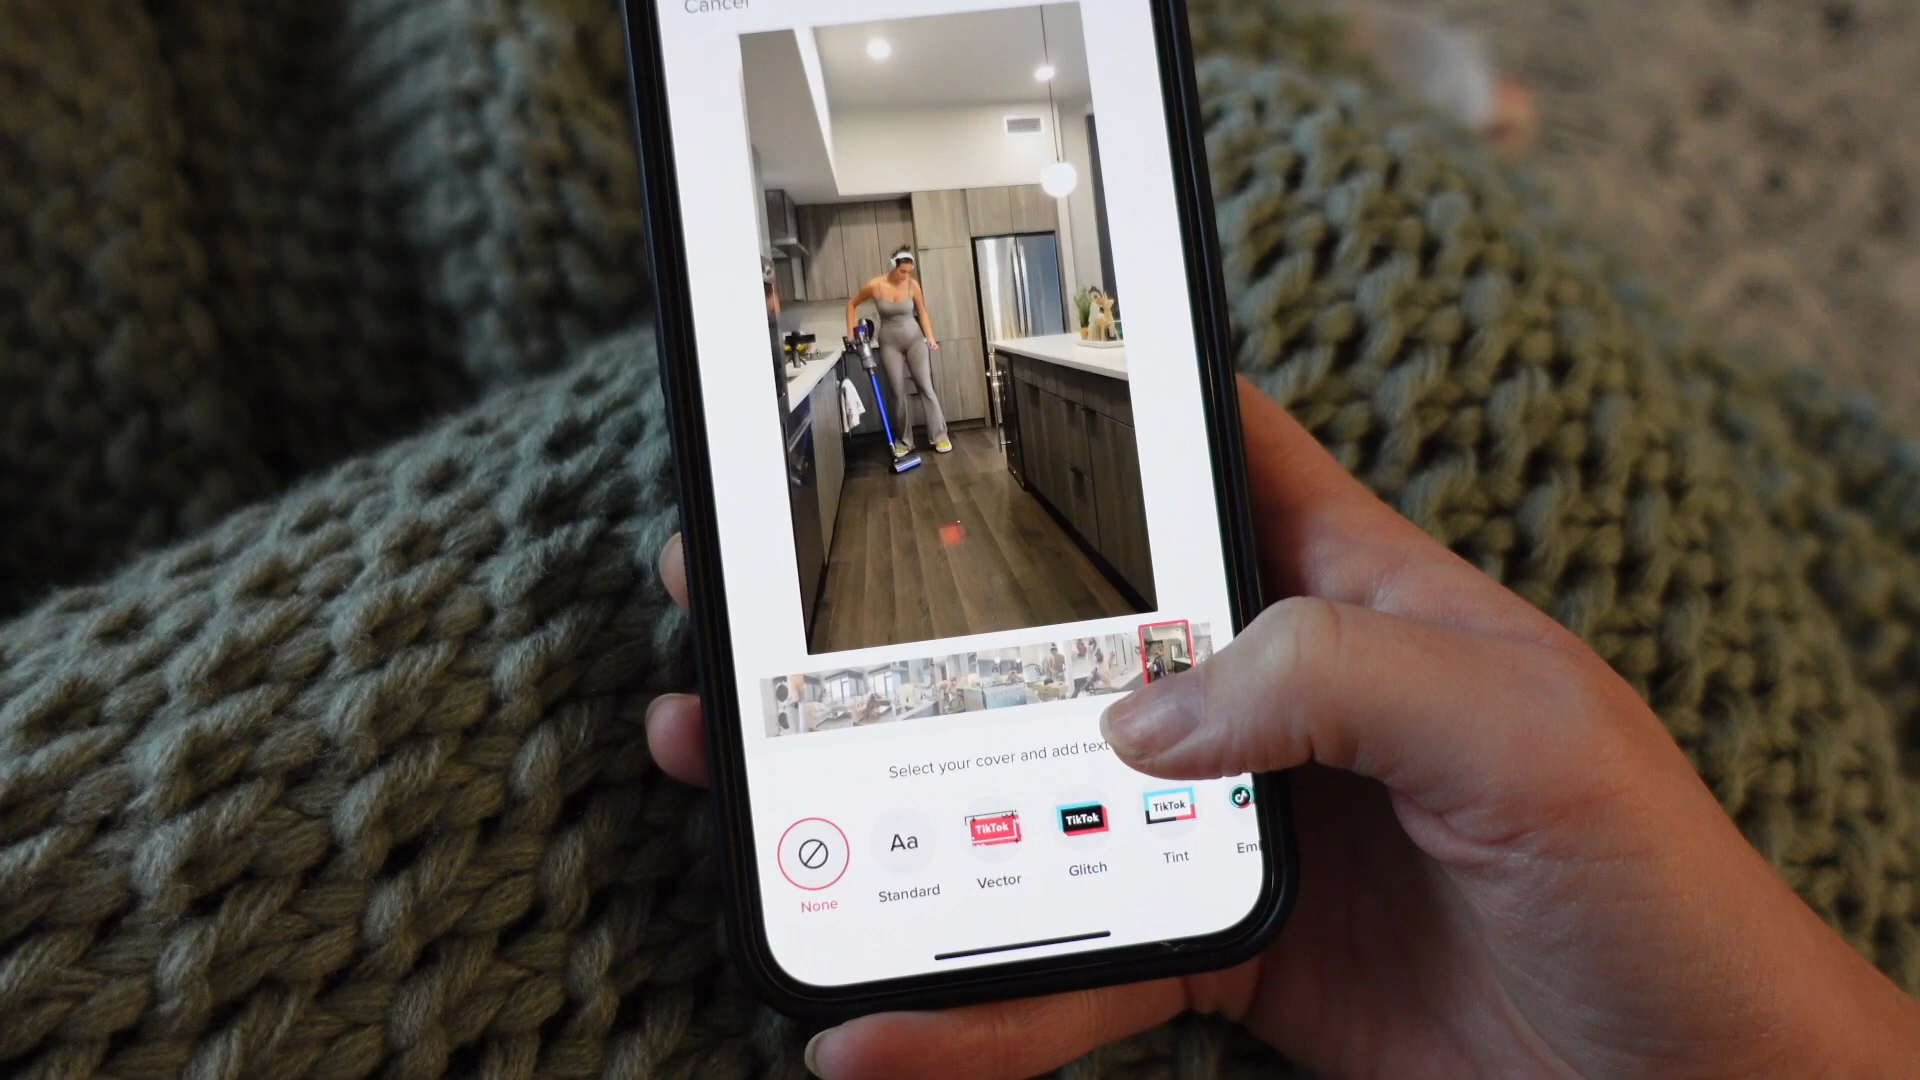 Cancel
Select your cover and add text
Aa
TikTok
TikTok
TikTok
None
Standard
Vector
Glitch
Tint